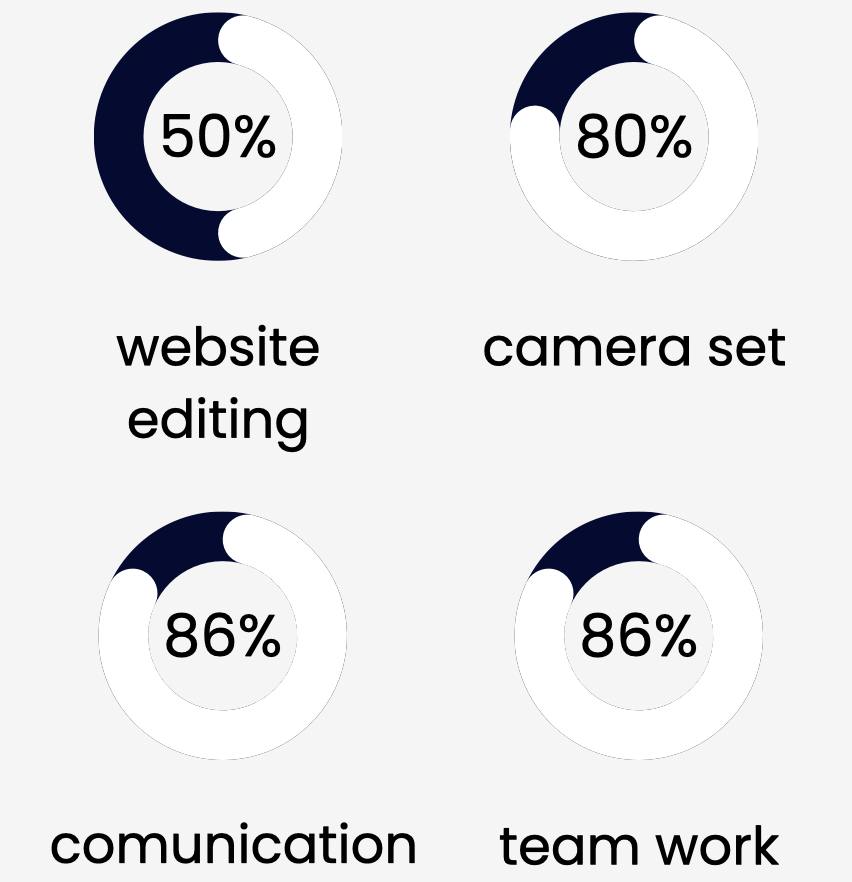 50%
80%
website
editing
camera set
86%
86%
comunication
team work